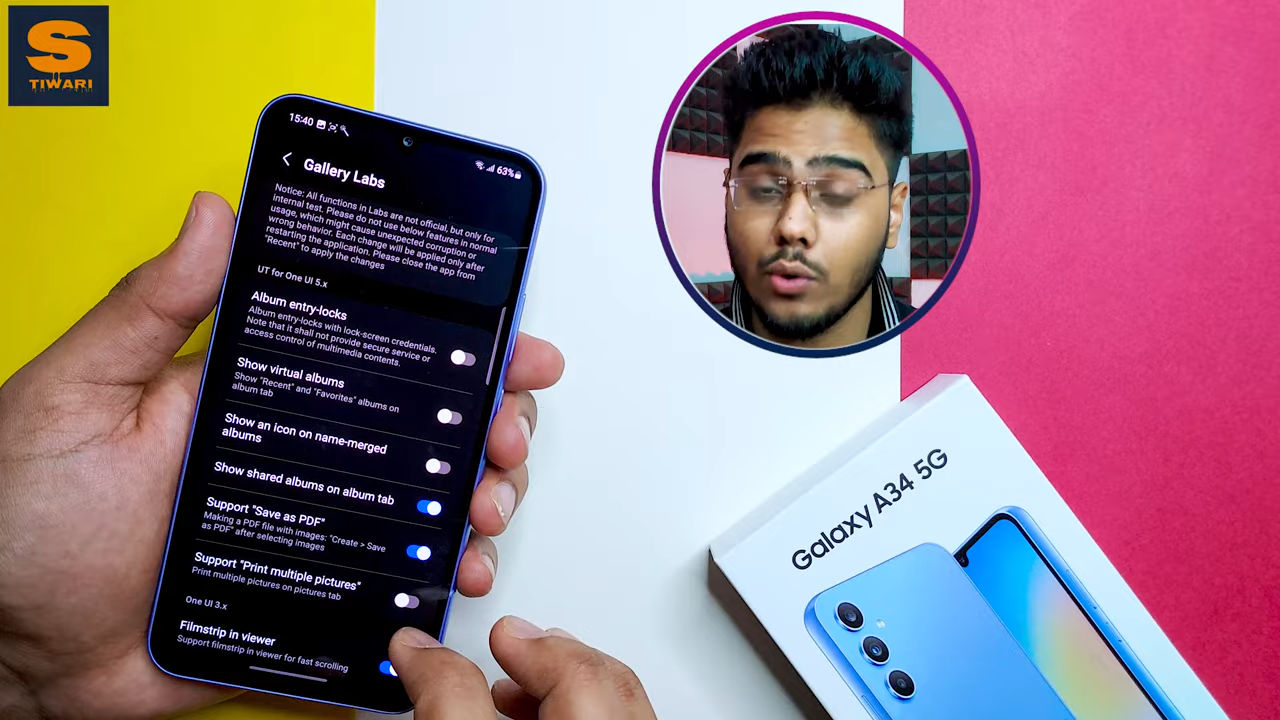 S
TIWARI
15:40
63%
Gallery Labs
Notice: All functions in Labs are not official, but only for
internal test. Please do not use below features in normal
usage, which might cause unexpected corruption or
wrong behavior. Each change will be applied only after
restarting the application. Please close the app from
"Recent" to apply the changes
UT for One UI 5.x
Album entry-locks
Album entry-locks with lock-screen credentials.
Note that it shall not provide secure service or
access control of multimedia contents.
Show virtual albums
Show "Recent" and "Favorites" albums on
album tab
Show an icon on name-merged
albums
Show shared albums on album tab
Support "Save as PDF"
Making a PDF file with images: "Create > Save
as PDF" after selecting images
Support "Print multiple pictures"
Print multiple pictures on pictures tab
One UI 3.x
Filmstrip in viewer
Support filmstrip in viewer for fast scrolling
Galaxy A34 5G